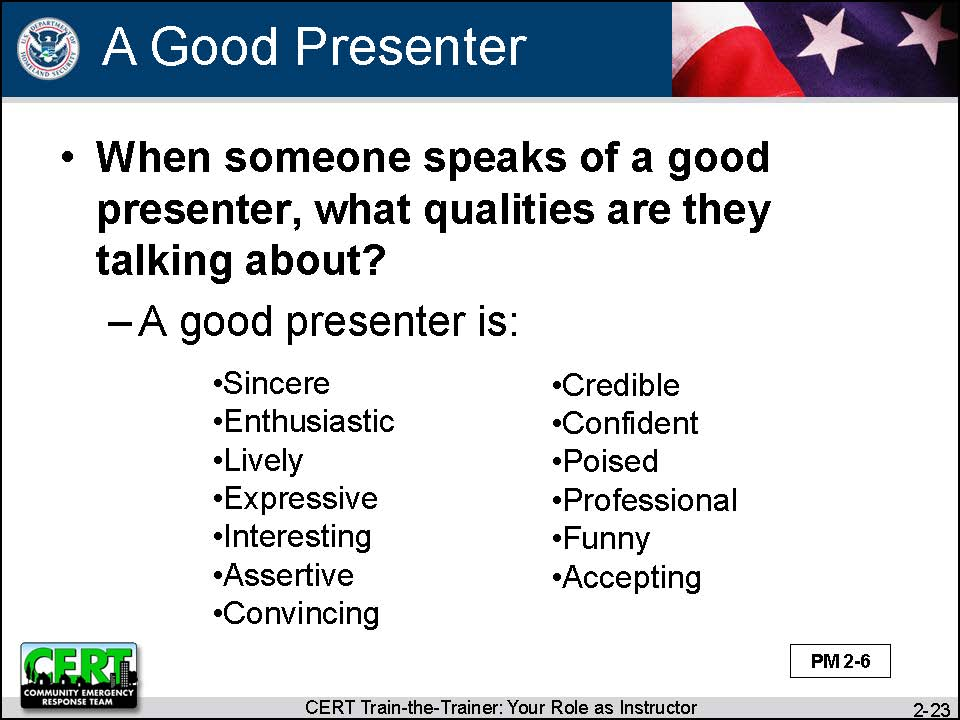 U.S. DEPARTMENT OF
HOMELAND SECURITY
A Good Presenter
• When someone speaks of a good
presenter, what qualities are they
talking about?
– A good presenter is:
•Sincere
•Enthusiastic
•Lively
•Expressive
•Interesting
•Assertive
•Convincing
•Credible
•Confident
•Poised
•Professional
•Funny
•Accepting
PM 2-6
CERT
COMMUNITY EMERGENCY
RESPONSE TEAM
CERT Train-the-Trainer: Your Role as Instructor
2-23